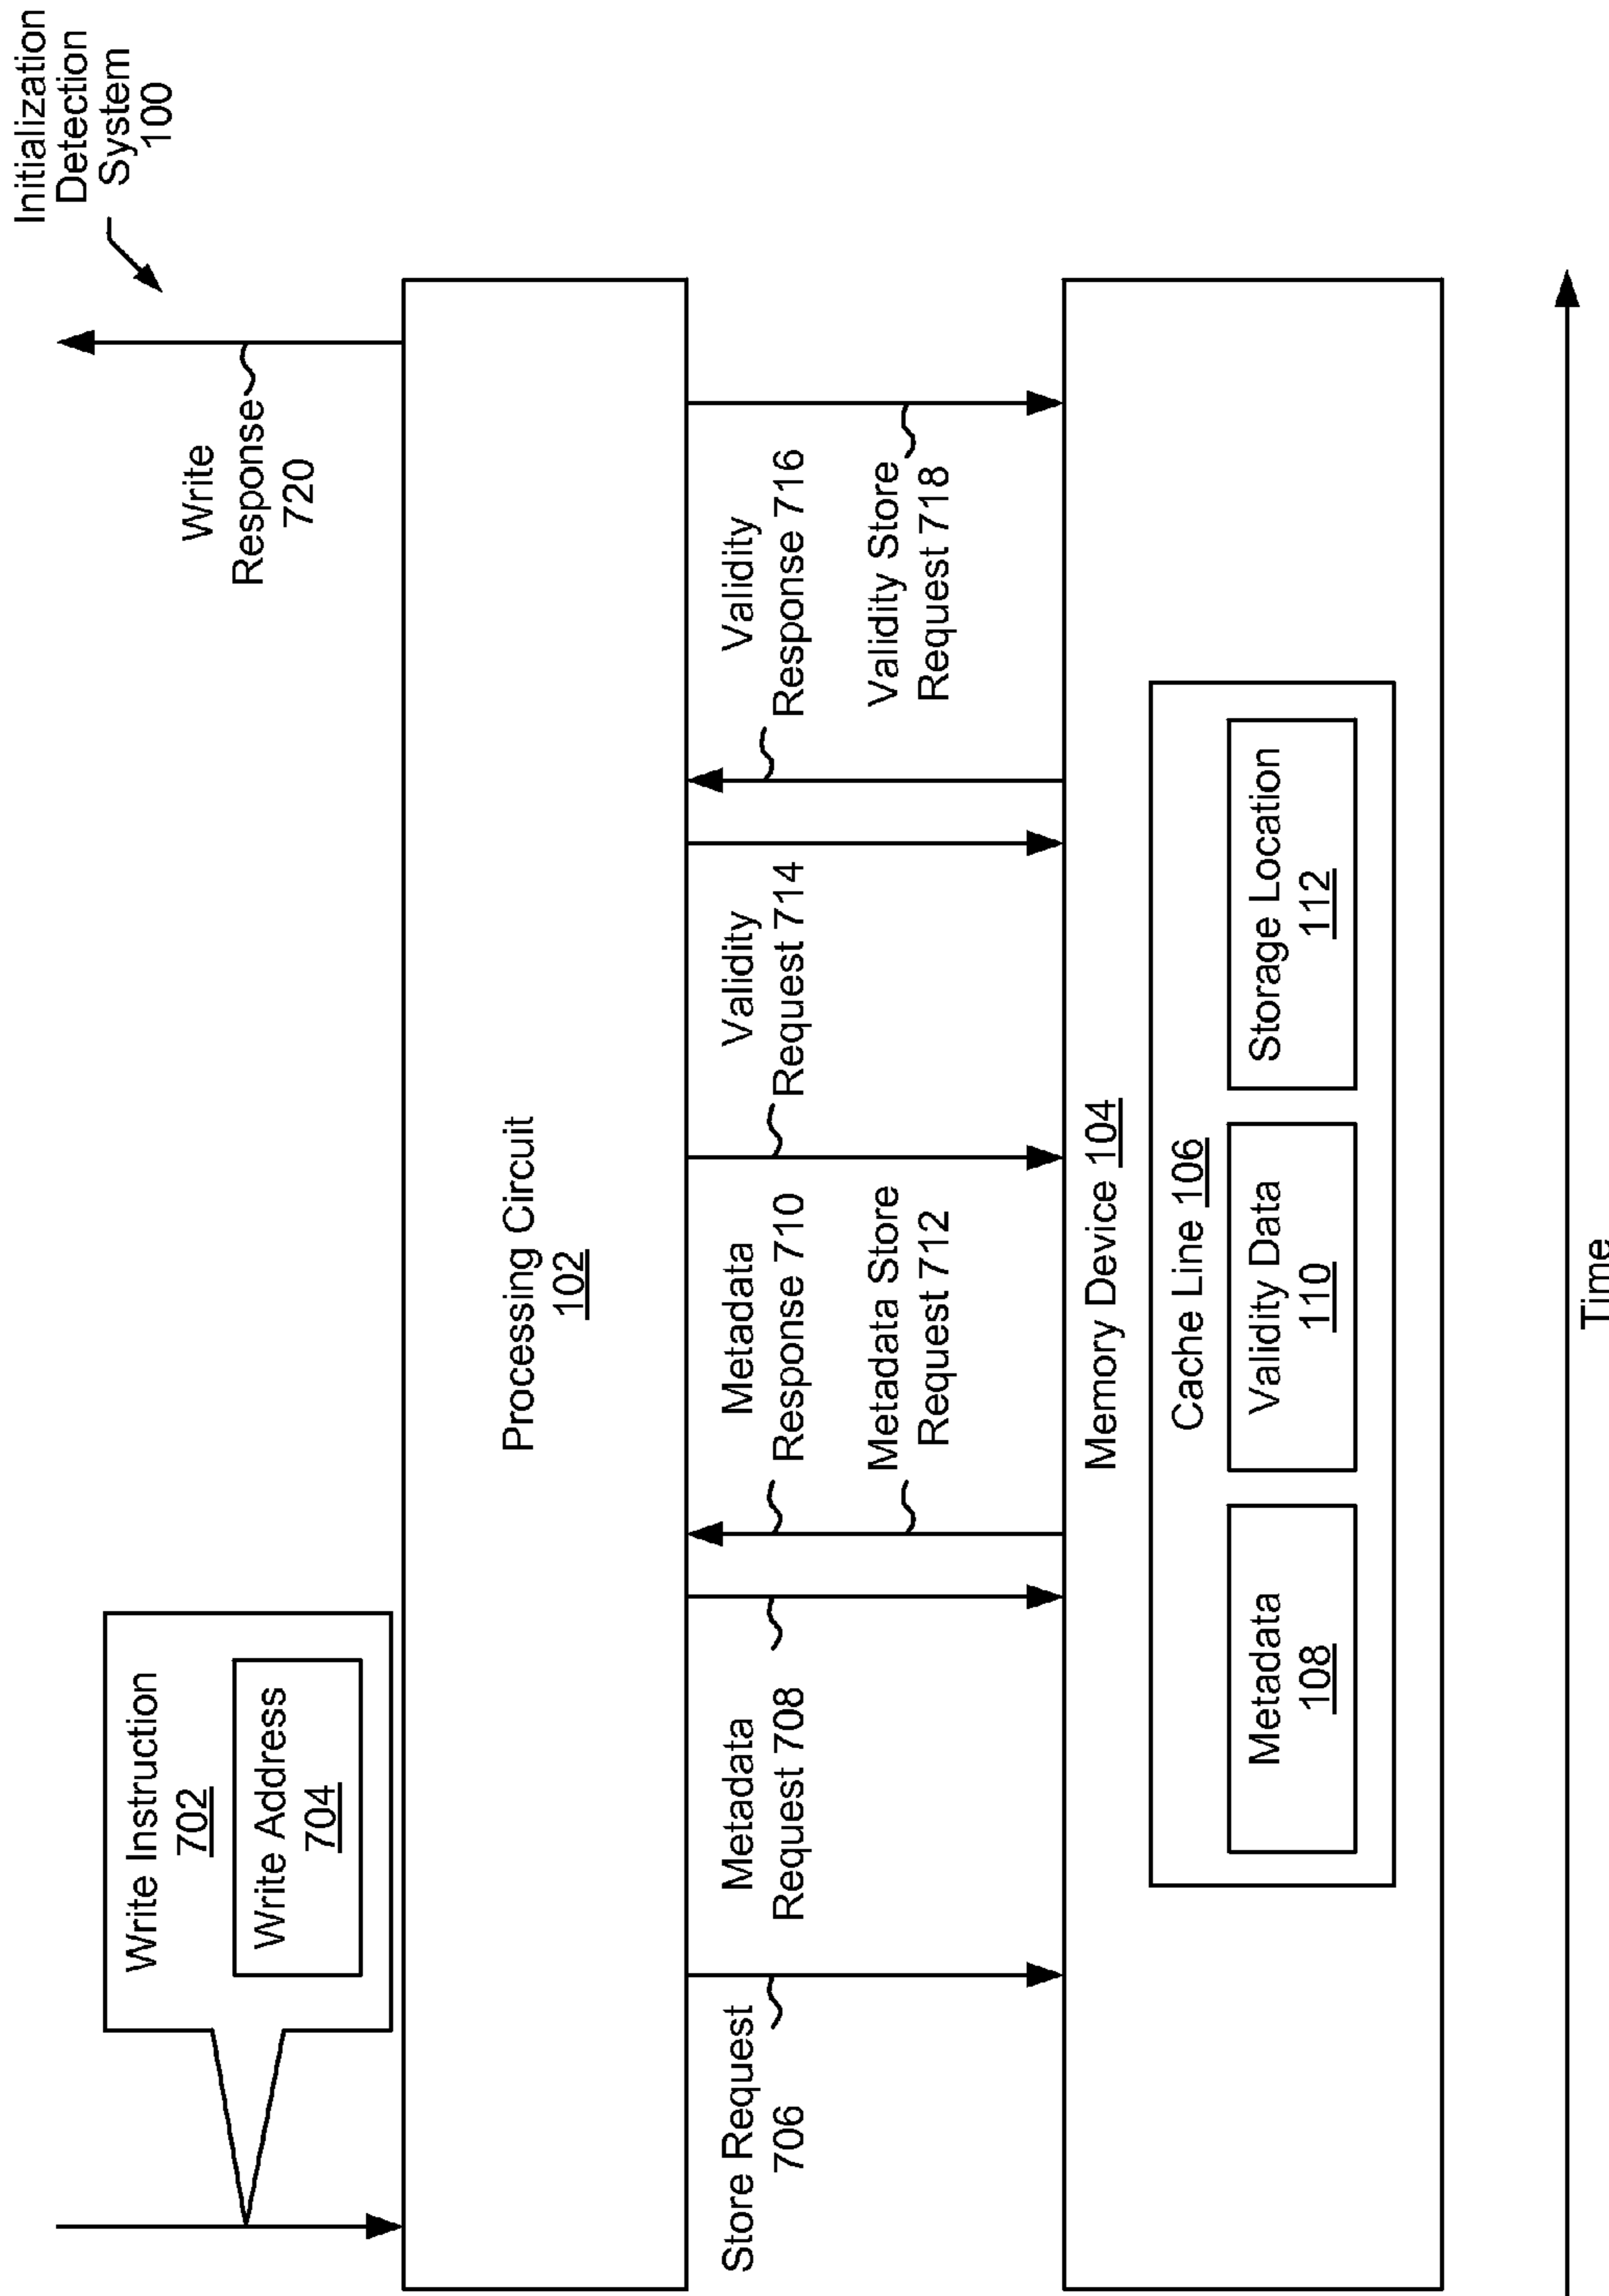 Initialization
Detection
System
100
Write Instruction
702
Write Address
704
Write
Response
720
Processing Circuit
102
Store Request
706
Metadata
Request 708
Metadata
Response 710
Metadata Store
Request 712
Validity
Request 714
Validity
Response 716
Validity Store
Request 718
Memory Device 104
Cache Line 106
Metadata
108
Validity Data
110
Storage Location
112
Time